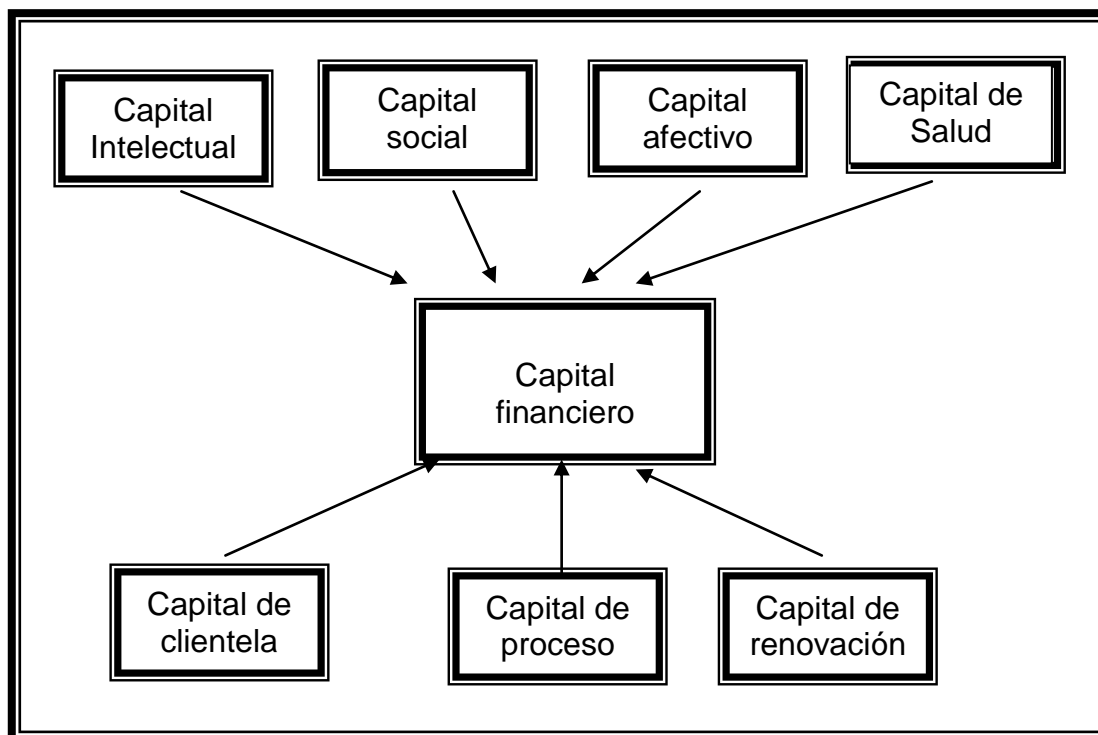 Capital
Intelectual
Capital
social
Capital
afectivo
Capital de
Salud
Capital
financiero
Capital de
clientela
Capital de
proceso
Capital de
renovación